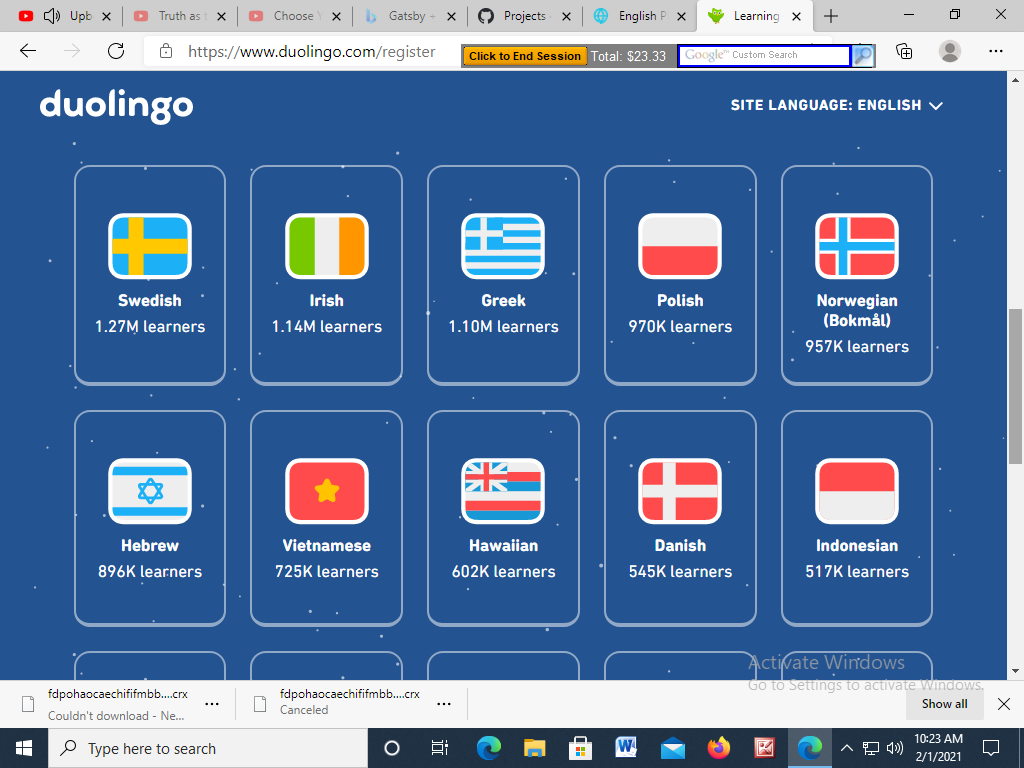 Upb
Truth as t
Choose Y
Gatsby +
Projects
English P
Learning
https://www.duolingo.com/register
Click to End Session
Total: $23.33
Google™ Custom Search
duolingo
SITE LANGUAGE: ENGLISH
Swedish
1.27M learners
Irish
1.14M learners
Greek
1.10M learners
Polish
970K learners
Norwegian
(Bokmål)
957K learners
Hebrew
896K learners
Vietnamese
725K learners
Hawaiian
602K learners
Danish
545K learners
Indonesian
517K learners
Activate Windows
Go to Settings to activate Windows.
fdpohaocaechififmbb....crx
Couldn't download - Ne...
fdpohaocaechififmbb....crx
Canceled
Show all
Type here to search
10:23 AM
2/1/2021